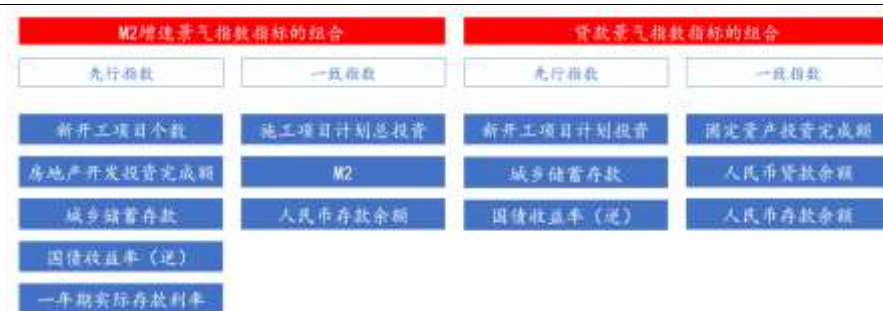 M2增速景气指数指标的组合
贷款景气指数指标的组合
先行指数
一致指数
先行指数
一致指数
新开工项目个数
施工项目计划总投资
新开工项目计划投资
固定资产投资完成额
房地产开发投资完成额
M2
城乡储蓄存款
人民币贷款余额
城乡储蓄存款
人民币存款余额
国债收益率（逆）
人民币存款余额
国债收益率（逆）
一年期实际存款利率